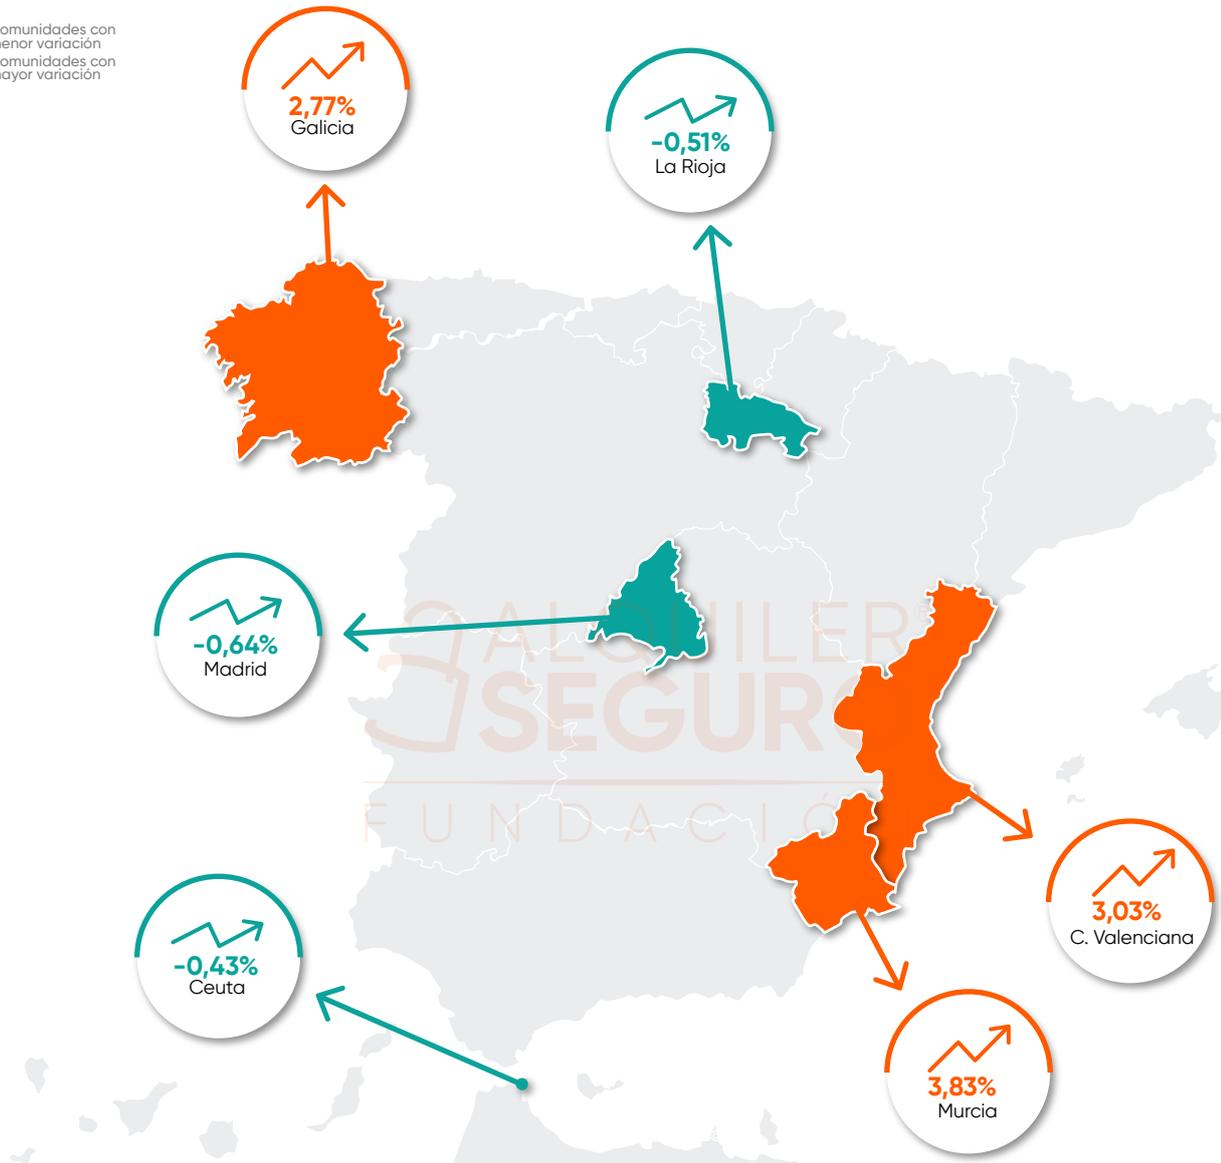 omunidades con
enor variación
omunidades con
ayor variación
2,77%
Galicia
-0,51%
La Rioja
-0,64%
Madrid
ALQUILER
SEGURO
FUNDACIÓ
3,03%
C. Valenciana
-0,43%
Ceuta
3,83%
Murcia